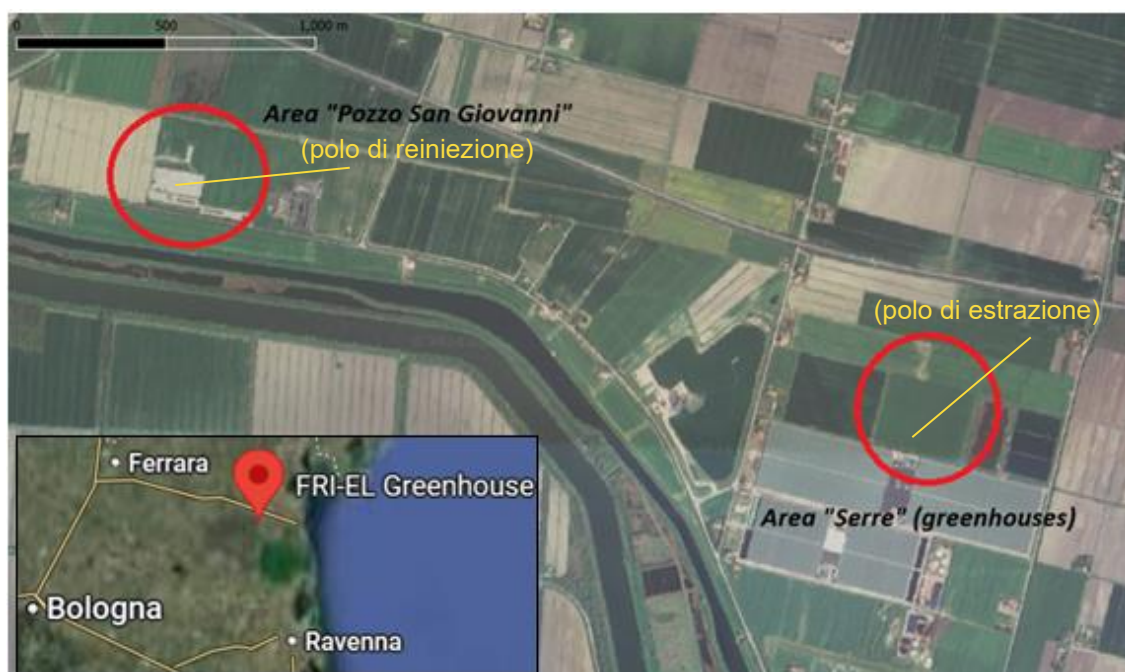 0 500 1,000 m
Area "Pozzo San Giovanni"
(polo di reiniezione)
(polo di estrazione)
Area "Serre" (greenhouses)
Ferrara
FRI-EL Greenhouse
Bologna
Ravenna